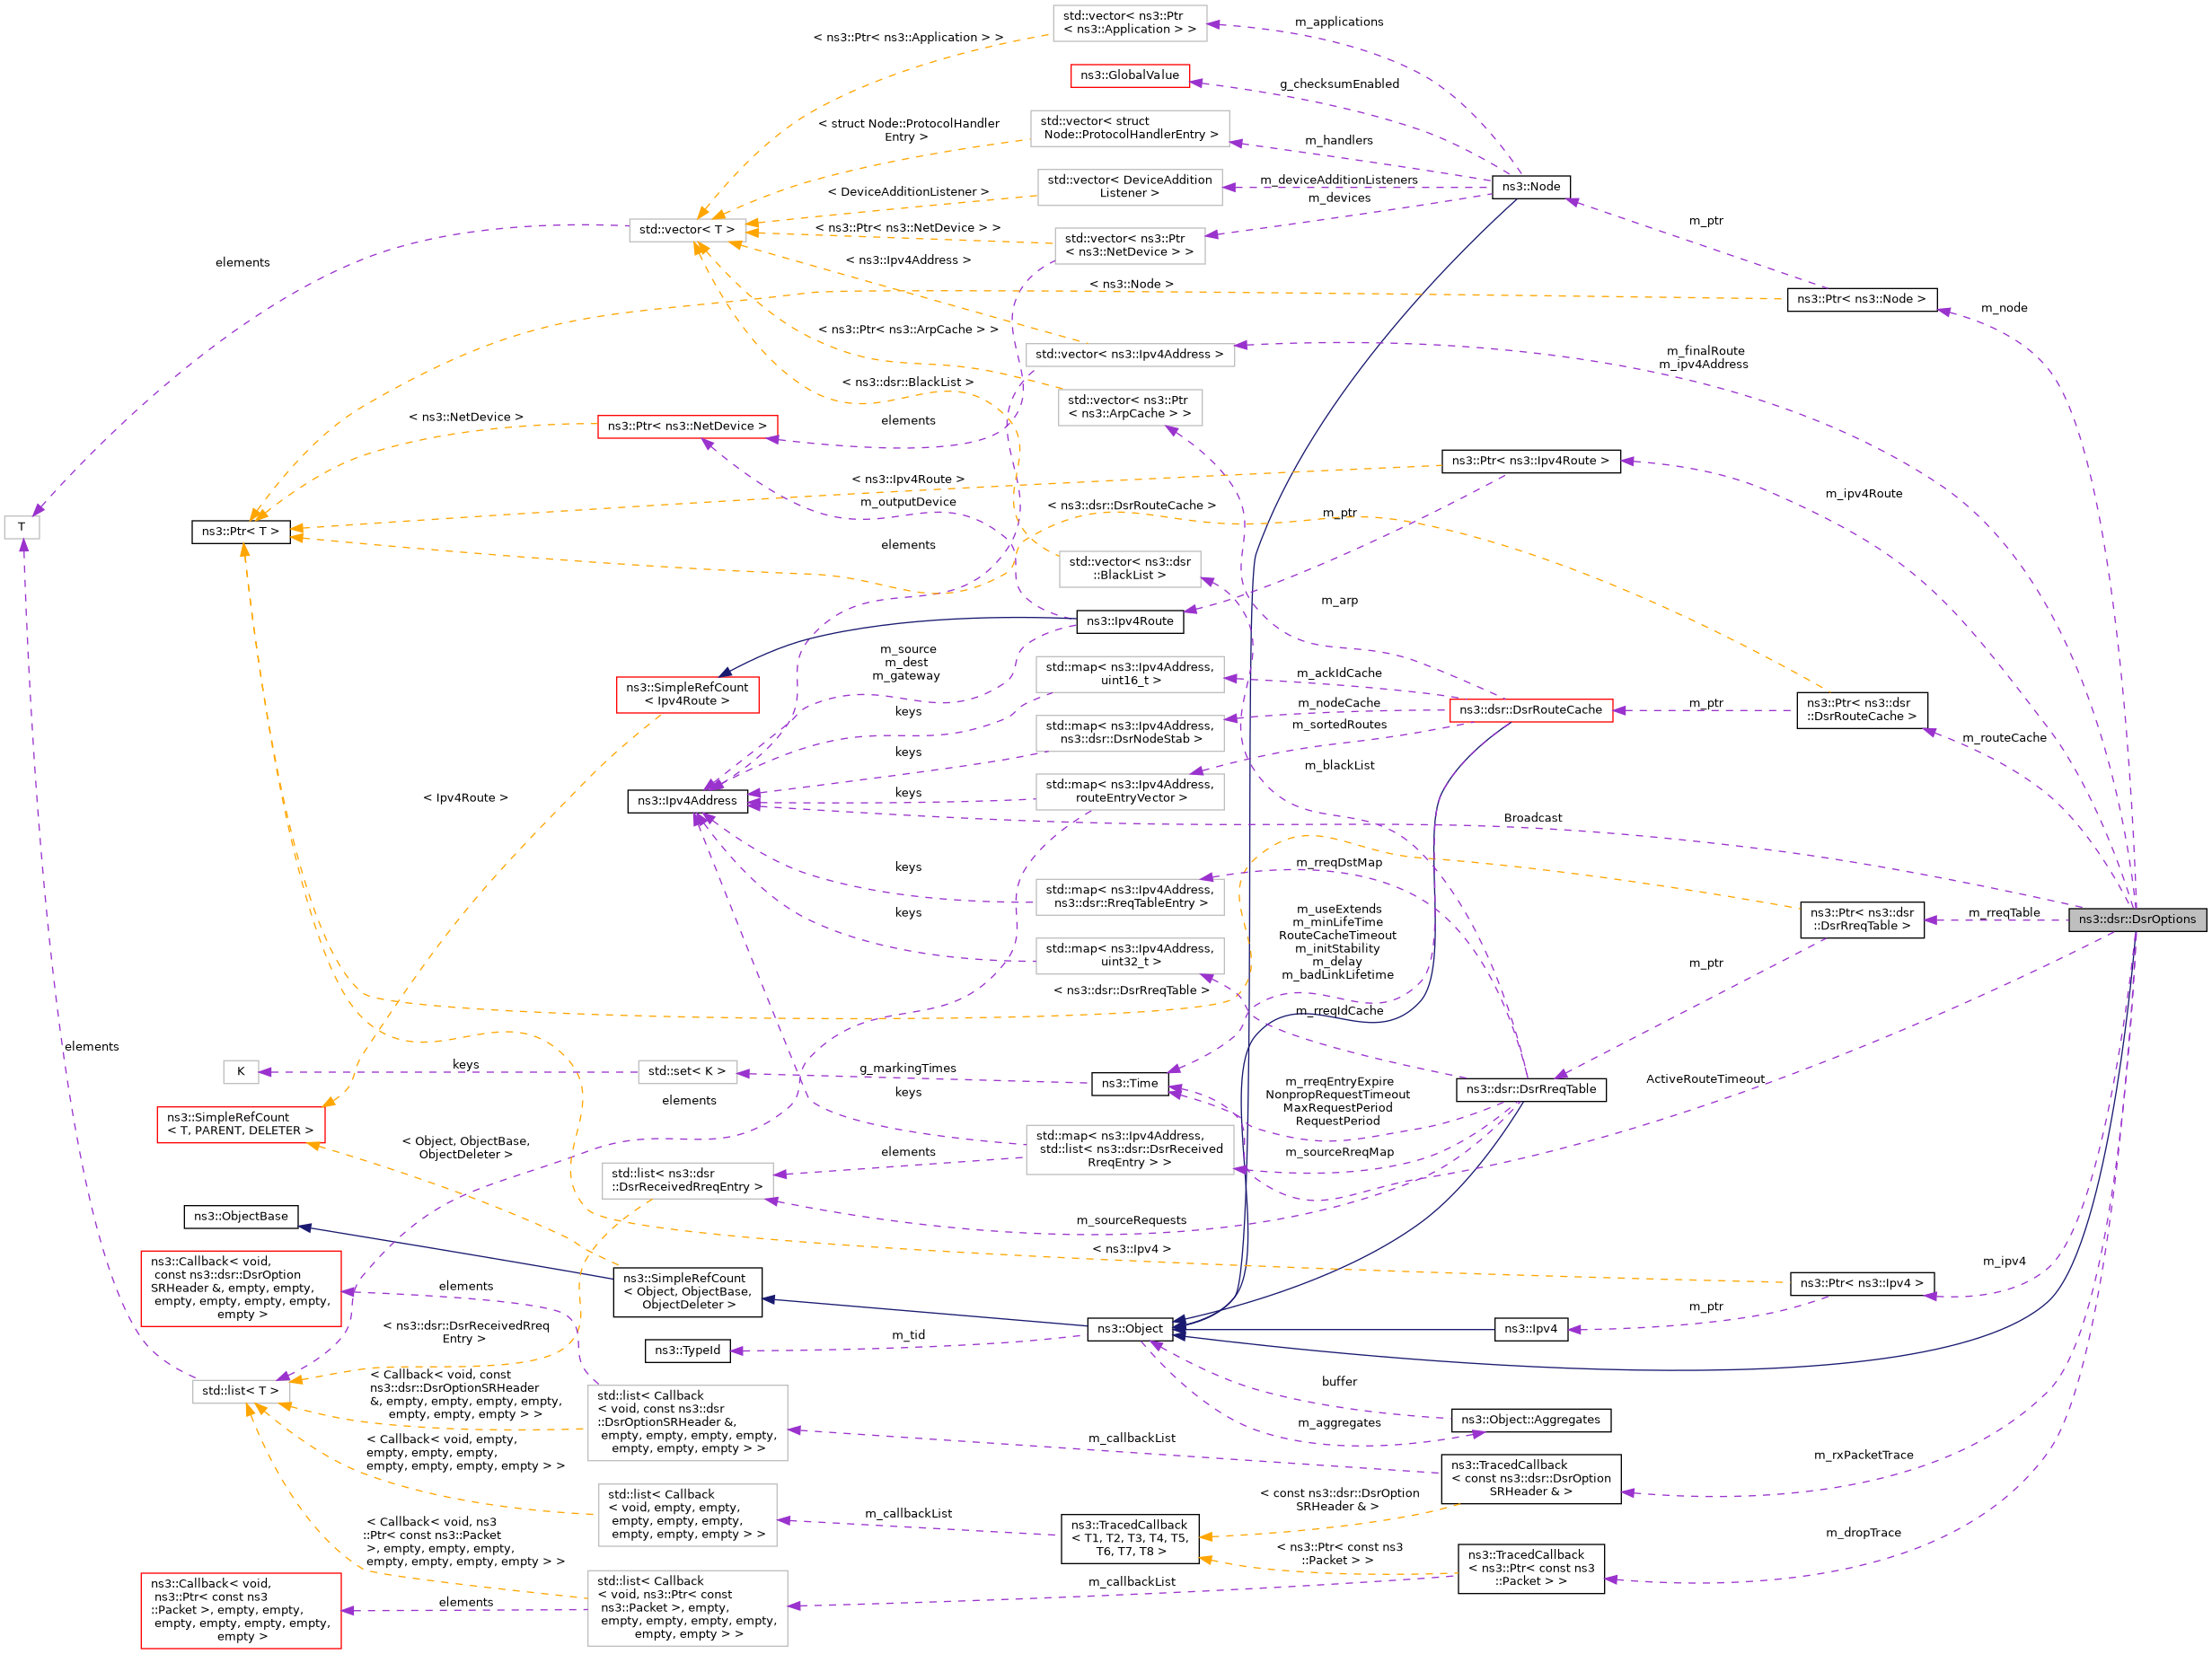 std::vector< ns3::Ptr
< ns3::Application > >
m_applications
< ns3::Ptr< ns3::Application > >
ns3::GlobalValue
g_checksumEnabled
std::vector< struct
Node::ProtocolHandlerEntry >
< struct Node::ProtocolHandler
Entry >
m_handlers
std::vector< DeviceAddition
Listener >
< DeviceAdditionListener >
m_deviceAdditionListeners
ns3::Node
m_devices
std::vector< T >
< ns3::Ptr< ns3::NetDevice > >
std::vector< ns3::Ptr
< ns3::NetDevice > >
m_ptr
elements
< ns3::Ipv4Address >
< ns3::Node >
ns3::Ptr< ns3::Node >
m_node
< ns3::Ptr< ns3::ArpCache > >
std::vector< ns3::Ipv4Address >
m_finalRoute
m_ipv4Address
< ns3::dsr::BlackList >
std::vector< ns3::Ptr
< ns3::ArpCache > >
< ns3::NetDevice >
ns3::Ptr< ns3::NetDevice >
elements
ns3::Ptr< ns3::Ipv4Route >
< ns3::Ipv4Route >
m_outputDevice
< ns3::dsr::DsrRouteCache >
m_ptr
m_ipv4Route
T
ns3::Ptr< T >
elements
std::vector< ns3::dsr
::BlackList >
m_arp
ns3::Ipv4Route
m_source
m_dest
m_gateway
std::map< ns3::Ipv4Address,
uint16_t >
m_ackIdCache
ns3::SimpleRefCount
< Ipv4Route >
keys
m_nodeCache
ns3::dsr::DsrRouteCache
m_ptr
ns3::Ptr< ns3::dsr
::DsrRouteCache >
m_routeCache
std::map< ns3::Ipv4Address,
ns3::dsr::DsrNodeStab >
m_sortedRoutes
keys
m_blackList
< Ipv4Route >
ns3::Ipv4Address
keys
std::map< ns3::Ipv4Address,
routeEntryVector >
Broadcast
keys
m_rreqDstMap
std::map< ns3::Ipv4Address,
ns3::dsr::RreqTableEntry >
keys
m_useExtends
m_minLifeTime
RouteCacheTimeout
m_initStability
m_delay
m_badLinkLifetime
ns3::Ptr< ns3::dsr
::DsrRreqTable >
m_rreqTable
ns3::dsr::DsrOptions
std::map< ns3::Ipv4Address,
uint32_t >
m_ptr
< ns3::dsr::DsrRreqTable >
m_rreqIdCache
elements
K
keys
std::set< K >
g_markingTimes
ns3::Time
m_rreqEntryExpire
NonpropRequestTimeout
MaxRequestPeriod
RequestPeriod
ns3::dsr::DsrRreqTable
ActiveRouteTimeout
keys
elements
ns3::SimpleRefCount
< T, PARENT, DELETER >
< Object, ObjectBase,
ObjectDeleter >
std::map< ns3::Ipv4Address,
std::list< ns3::dsr::DsrReceived
RreqEntry > >
m_sourceRreqMap
elements
std::list< ns3::dsr
::DsrReceivedRreqEntry >
m_sourceRequests
ns3::ObjectBase
< ns3::Ipv4 >
m_ipv4
ns3::Callback< void,
const ns3::dsr::DsrOption
SRHeader &, empty, empty,
empty, empty, empty, empty,
empty >
elements
ns3::SimpleRefCount
< Object, ObjectBase,
ObjectDeleter >
ns3::Ptr< ns3::Ipv4 >
m_ptr
< ns3::dsr::DsrReceivedRreq
Entry >
ns3::Object
ns3::Ipv4
m_tid
ns3::TypeId
buffer
std::list< T >
< Callback< void, const
ns3::dsr::DsrOptionSRHeader
&, empty, empty, empty, empty,
empty, empty, empty > >
std::list< Callback
< void, const ns3::dsr
::DsrOptionSRHeader &,
empty, empty, empty, empty,
empty, empty, empty > >
m_aggregates
ns3::Object::Aggregates
m_callbackList
< Callback< void, empty,
empty, empty, empty,
empty, empty, empty, empty > >
ns3::TracedCallback
< const ns3::dsr::DsrOption
SRHeader & >
m_rxPacketTrace
std::list< Callback
< void, empty, empty,
empty, empty, empty,
empty, empty, empty > >
m_callbackList
< const ns3::dsr::DsrOption
SRHeader & >
ns3::TracedCallback
< T1, T2, T3, T4, T5,
T6, T7, T8 >
< Callback< void, ns3
::Ptr< const ns3::Packet
>, empty, empty, empty,
empty, empty, empty, empty > >
< ns3::Ptr< const ns3
::Packet > >
m_dropTrace
ns3::TracedCallback
< ns3::Ptr< const ns3
::Packet > >
m_callbackList
ns3::Callback< void,
ns3::Ptr< const ns3
::Packet >, empty, empty,
empty, empty, empty, empty,
empty >
elements
std::list< Callback
< void, ns3::Ptr< const
ns3::Packet >, empty,
empty, empty, empty, empty,
empty, empty > >